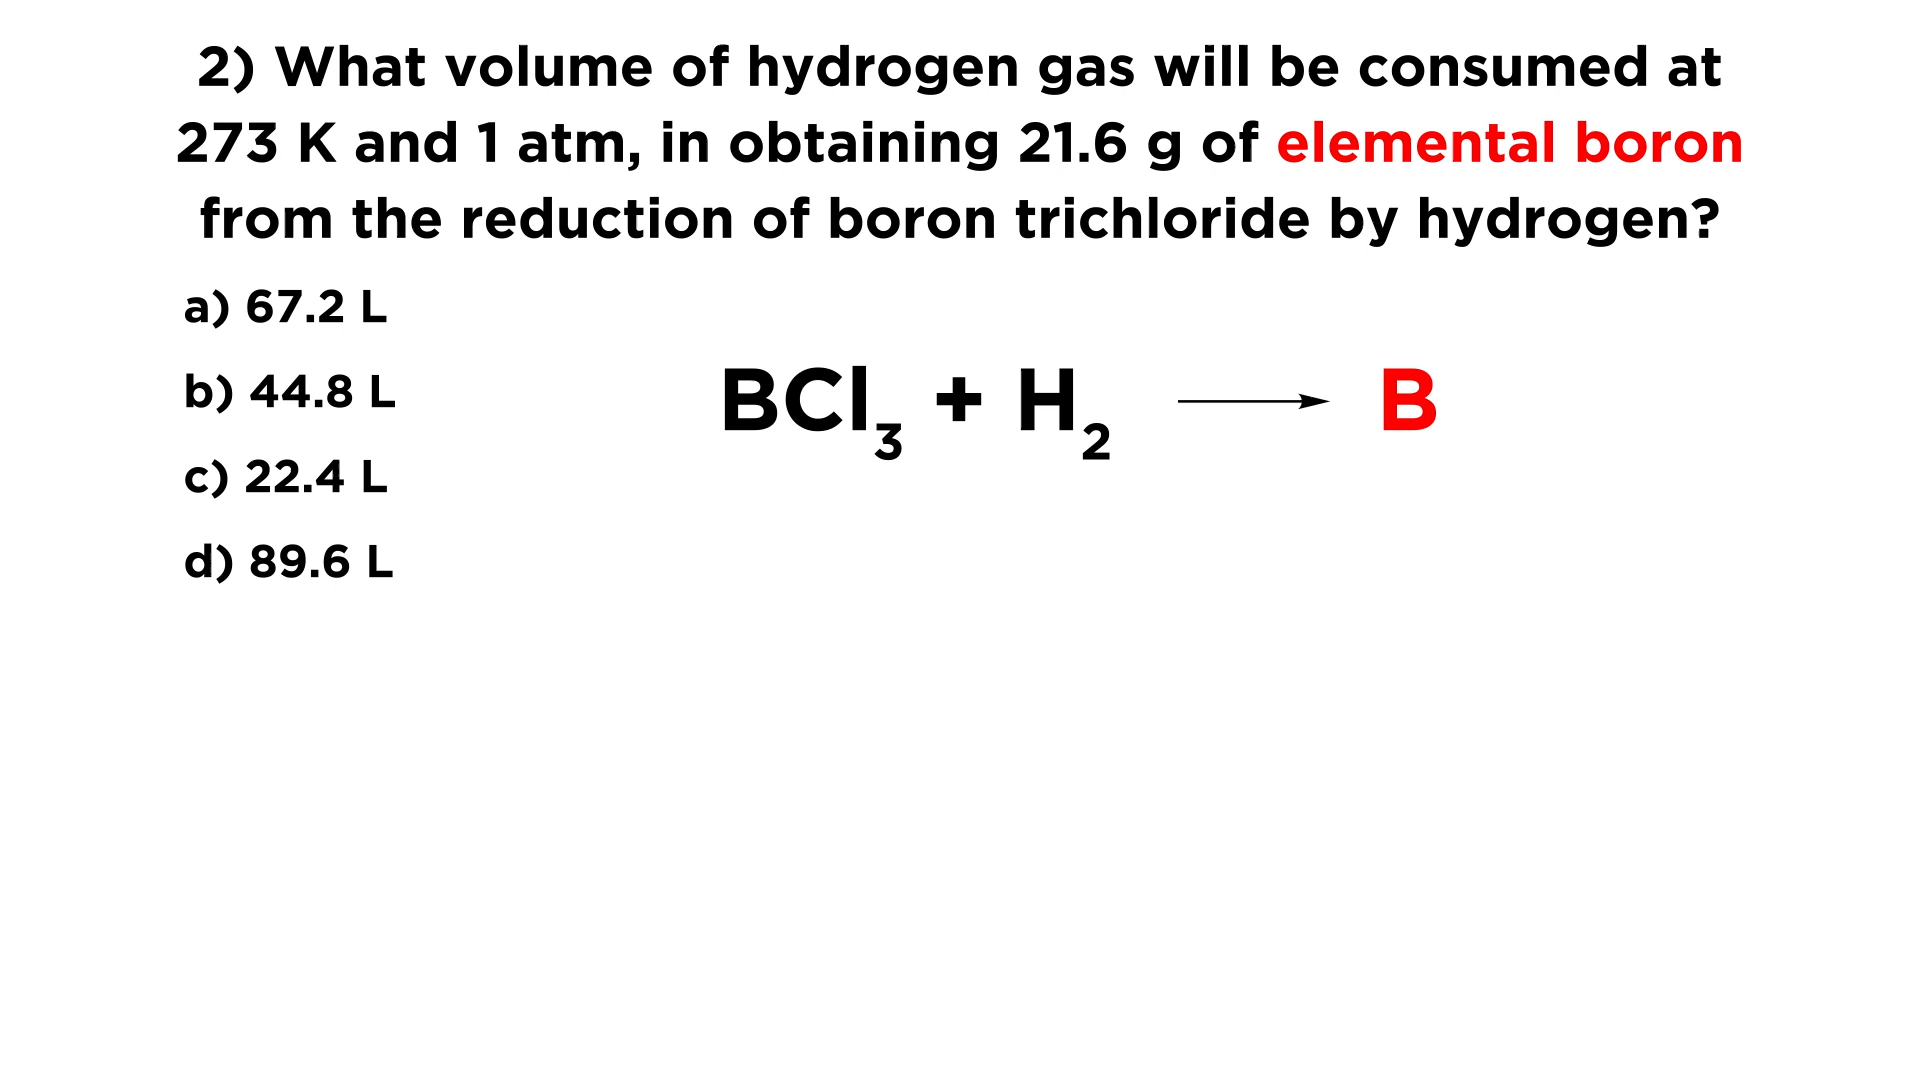 2) What volume of hydrogen gas will be consumed at
273 K and 1 atm, in obtaining 21.6 g of elemental boron
from the reduction of boron trichloride by hydrogen?
a) 67.2 L
b) 44.8 L
BCl₃ + H₂ ⟶ B
c) 22.4 L
d) 89.6 L